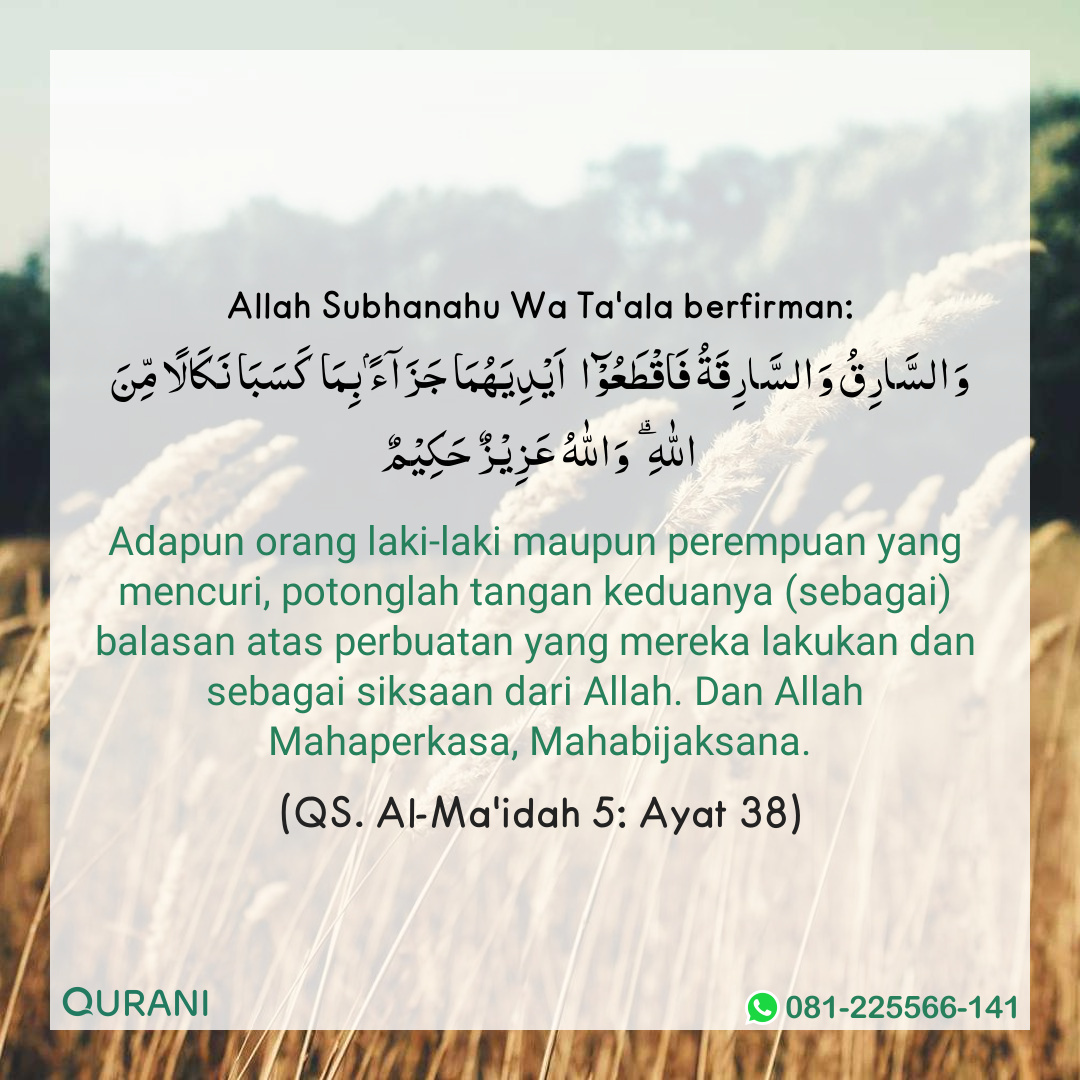 Allah Subhanahu Wa Ta'ala berfirman:
وَالسَّارِقُ وَالسَّارِقَةُ فَاقْطَعُوْٓا اَيْدِيَهُمَا جَزَاۤءًۢ بِمَا كَسَبَا نَكَالًا مِّنَ
اللّٰهِ ۗ وَاللّٰهُ عَزِيْزٌ حَكِيْمٌ
Adapun orang laki-laki maupun perempuan yang
mencuri, potonglah tangan keduanya (sebagai)
balasan atas perbuatan yang mereka lakukan dan
sebagai siksaan dari Allah. Dan Allah
Mahaperkasa, Mahabijaksana.
(QS. Al-Ma'idah 5: Ayat 38)
QURANI
081-225566-141